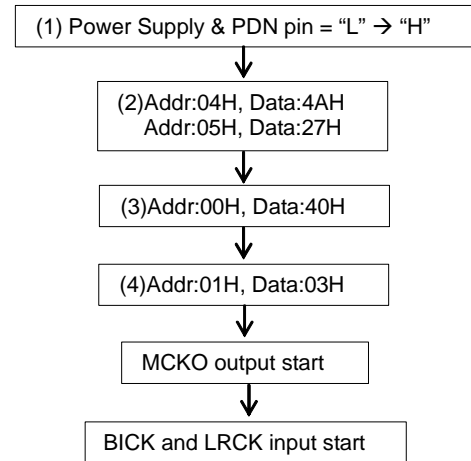 (1) Power Supply & PDN pin = “L” → “H”
(2)Addr:04H, Data:4AH
Addr:05H, Data:27H
(3)Addr:00H, Data:40H
(4)Addr:01H, Data:03H
MCKO output start
BICK and LRCK input start